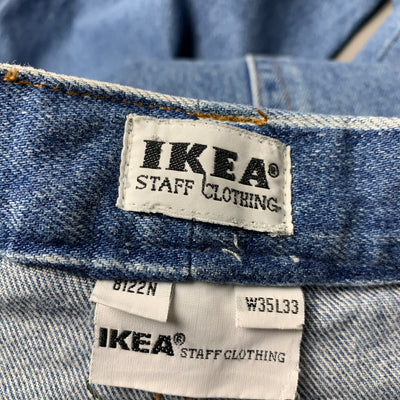 IKEA®
STAFF CLOTHING
8122N
W35L33
IKEA® STAFF CLOTHING